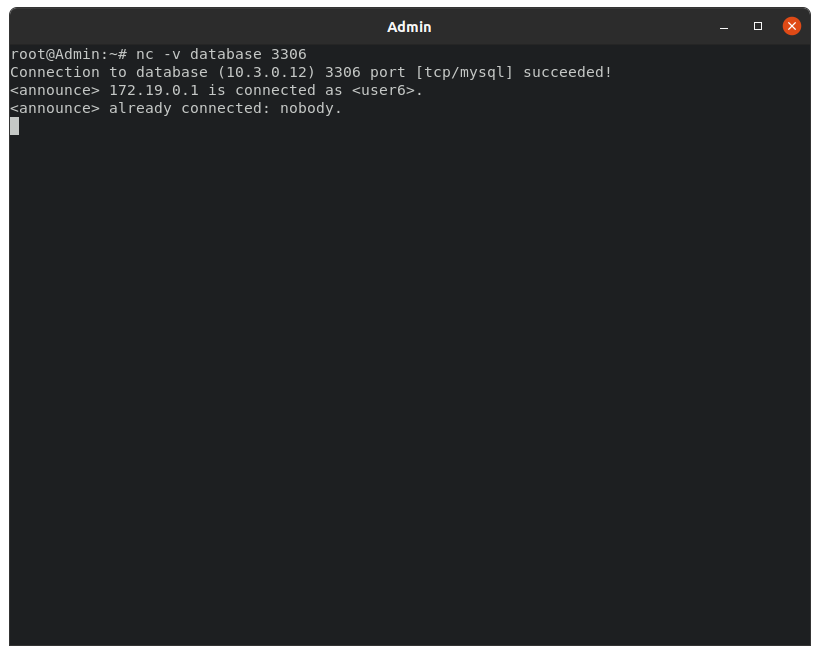 Admin
root@Admin:~# nc -v database 3306
Connection to database (10.3.0.12) 3306 port [tcp/mysql] succeeded!
<announce> 172.19.0.1 is connected as <user6>.
<announce> already connected: nobody.